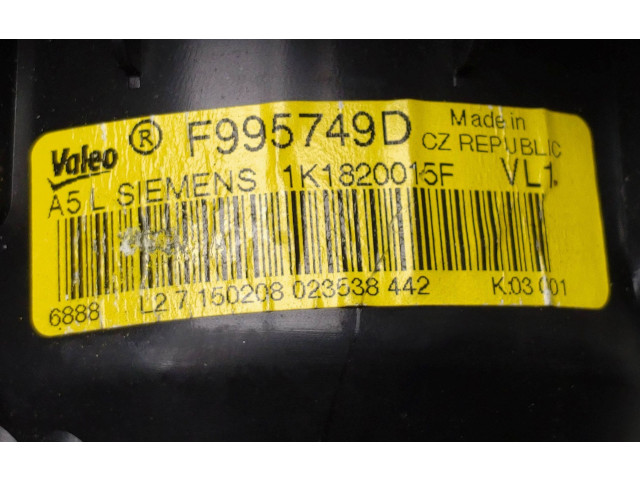 Valeo ® F995749D Made in
CZ REPUBLIC
A5 L SIEMENS 1K1820015F VL1
6888 L2 7 150208 023538 442 K:03 001